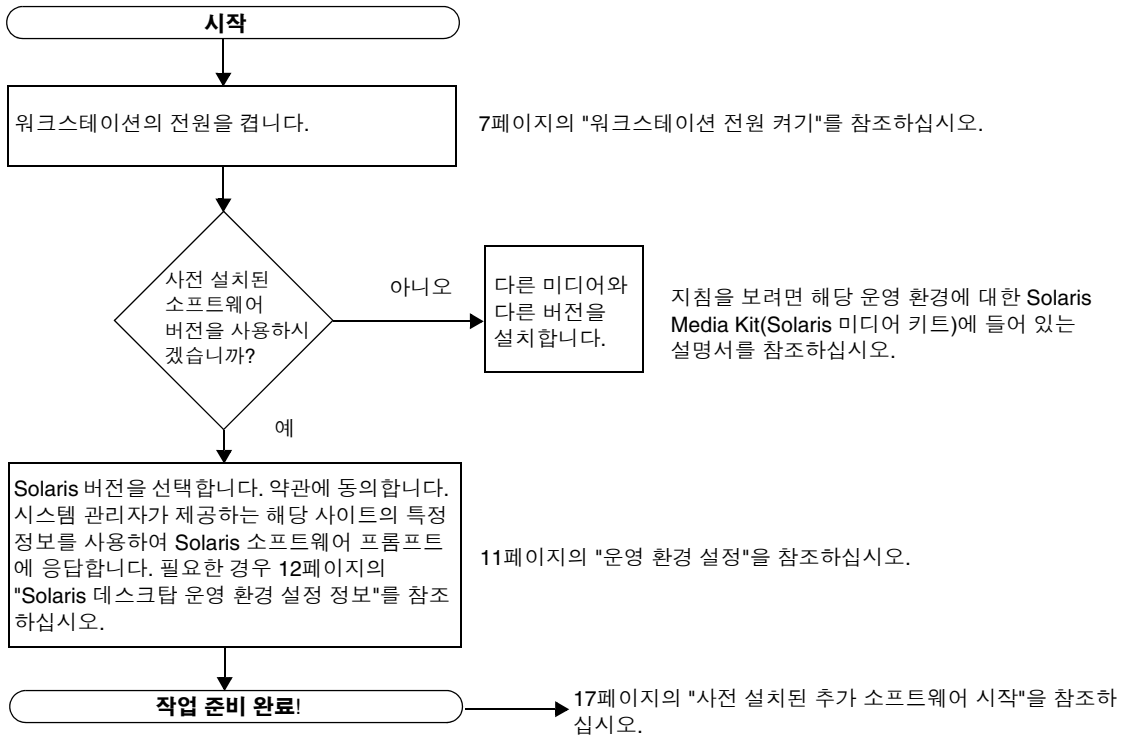 시작
워크스테이션의 전원을 켭니다.
7페이지의 "워크스테이션 전원 켜기"를 참조하십시오.
사전 설치된
소프트웨어
버전을 사용하시
겠습니까?
아니오
다른 미디어와
다른 버전을
설치합니다.
지침을 보려면 해당 운영 환경에 대한 Solaris
Media Kit(Solaris 미디어 키트)에 들어 있는
설명서를 참조하십시오.
예
Solaris 버전을 선택합니다. 약관에 동의합니다.
시스템 관리자가 제공하는 해당 사이트의 특정
정보를 사용하여 Solaris 소프트웨어 프롬프트
에 응답합니다. 필요한 경우 12페이지의
"Solaris 데스크탑 운영 환경 설정 정보"를 참조
하십시오.
11페이지의 "운영 환경 설정"을 참조하십시오.
작업 준비 완료!
17페이지의 "사전 설치된 추가 소프트웨어 시작"을 참조하
십시오.